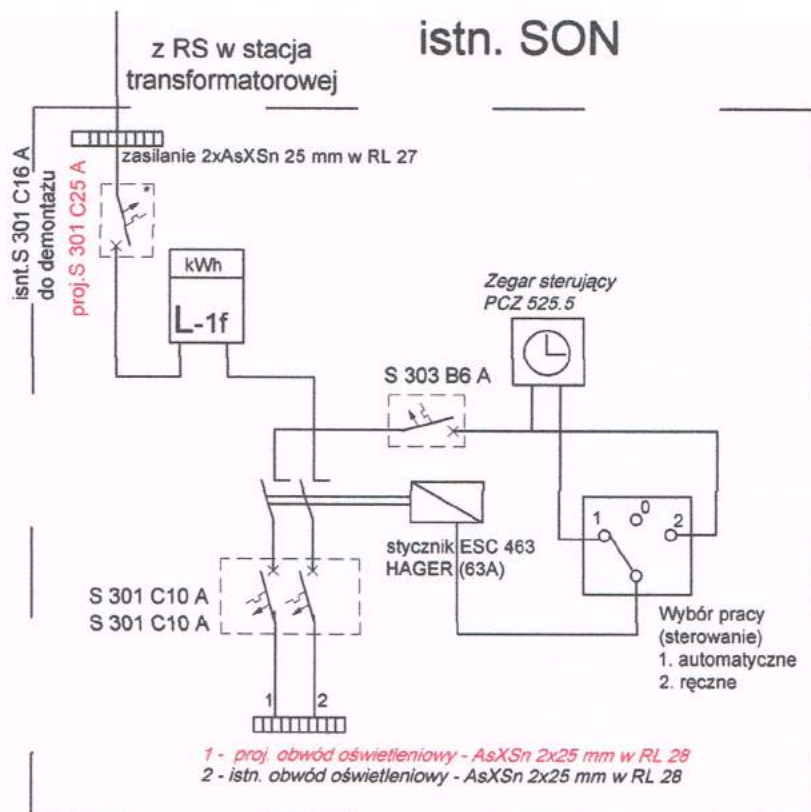 istn. SON
z RS w stacja
transformatorowej
zasilanie 2xAsXSn 25 mm w RL 27
isnt.S 301 C16 A
do demontażu
proj.S 301 C25 A
*
kWh
L-1f
Zegar sterujący
PCZ 525.5
S 303 B6 A
1
0
2
stycznik ESC 463
HAGER (63A)
S 301 C10 A
S 301 C10 A
Wybór pracy
(sterowanie)
1. automatyczne
2. ręczne
1
2
1 - proj. obwód oświetleniowy - AsXSn 2x25 mm w RL 28
2 - istn. obwód oświetleniowy - AsXSn 2x25 mm w RL 28